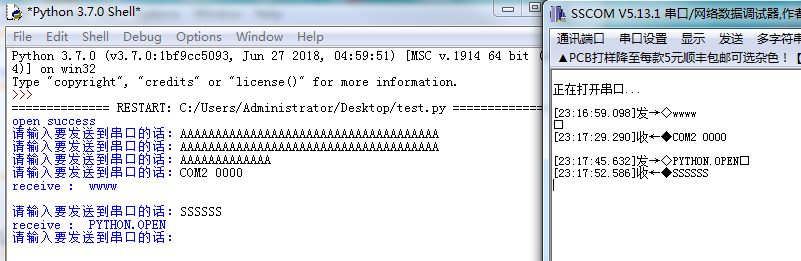 *Python 3.7.0 Shell*
File Edit Shell Debug Options Window Help
Python 3.7.0 (v3.7.0:1bf9cc5093, Jun 27 2018, 04:59:51) [MSC v.1914 64 bit (
4)] on win32
Type "copyright", "credits" or "license()" for more information.
>>>
============== RESTART: C:/Users/Administrator/Desktop/test.py ==============
open success
请输入要发送到串口的话：AAAAAAAAAAAAAAAAAAAAAAAAAAAAAAAAAAAAA
请输入要发送到串口的话：AAAAAAAAAAAAAAAAAAAAAAAAAAAAAAAAAAAAA
请输入要发送到串口的话：AAAAAAAAAAAAA
请输入要发送到串口的话：COM2 0000
receive : wwww
请输入要发送到串口的话：SSSSSS
receive : PYTHON.OPEN
请输入要发送到串口的话：
SSCOM V5.13.1 串口/网络数据调试器,作者
通讯端口 串口设置 显示 发送 多字符串
▲PCB打样降至每款5元顺丰包邮可选杂色！【
正在打开串口...
[23:16:59.098]发→◇wwww
□
[23:17:29.290]收←◆COM2 0000
[23:17:45.632]发→◇PYTHON.OPEN□
[23:17:52.586]收←◆SSSSSS